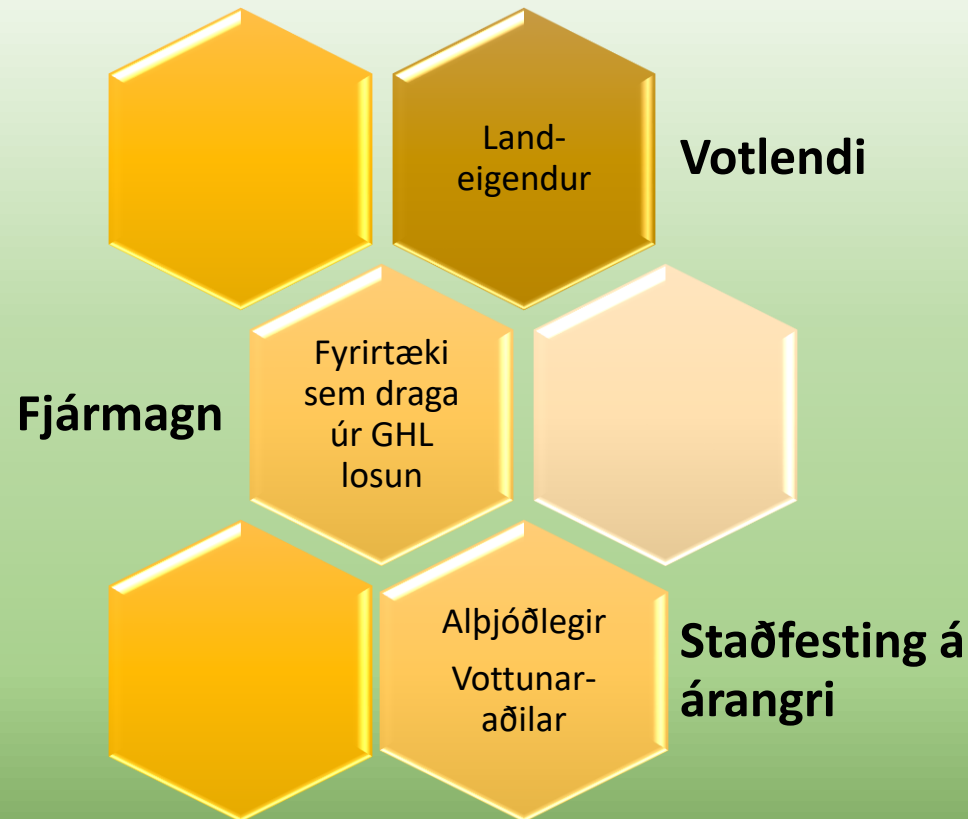 Land-
eigendur
Votlendi
Fjármagn
Fyrirtæki
sem draga
úr GHL
losun
Alþjóðlegir
Vottunar-
aðilar
Staðfesting á
árangri